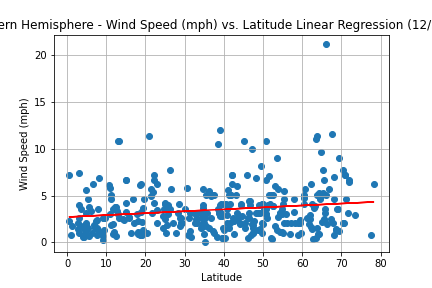 ern Hemisphere - Wind Speed (mph) vs. Latitude Linear Regression (12/
Wind Speed (mph)
20
15
10
5
0
0 10 20 30 40 50 60 70 80
Latitude